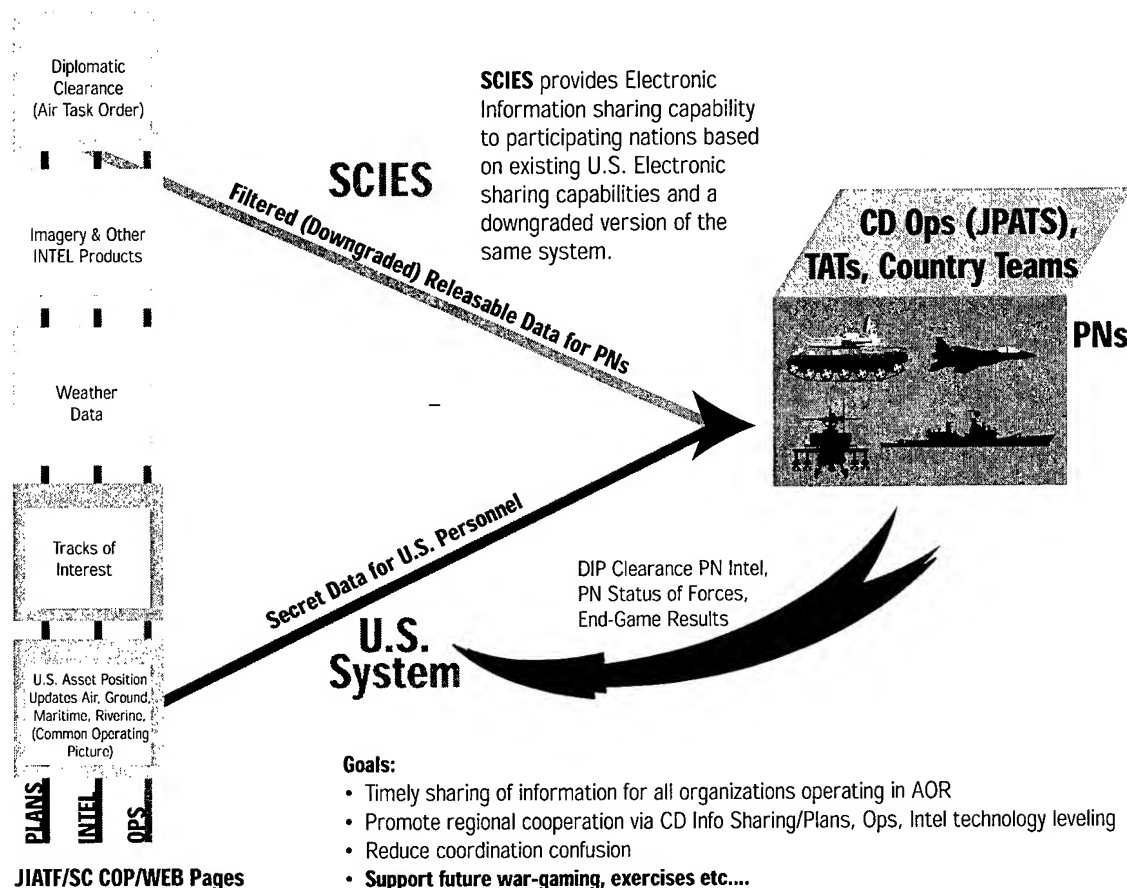 Diplomatic
Clearance
(Air Task Order)
Imagery & Other
INTEL Products
Weather
Data
Tracks of
Interest
U.S. Asset Position
Updates Air, Ground,
Maritime, Riverine,
(Common Operating
Picture)
PLANS
INTEL
OPS
JIATF/SC COP/WEB Pages
SCIES
SCIES provides Electronic
Information sharing capability
to participating nations based
on existing U.S. Electronic
sharing capabilities and a
downgraded version of the
same system.
Filtered (Downgraded) Releasable Data for PNs
Secret Data for U.S. Personnel
CD Ops (JPATS),
TATs, Country Teams
PNs
DIP Clearance PN Intel,
PN Status of Forces,
End-Game Results
U.S.
System
Goals:
• Timely sharing of information for all organizations operating in AOR
• Promote regional cooperation via CD Info Sharing/Plans, Ops, Intel technology leveling
• Reduce coordination confusion
• Support future war-gaming, exercises etc....